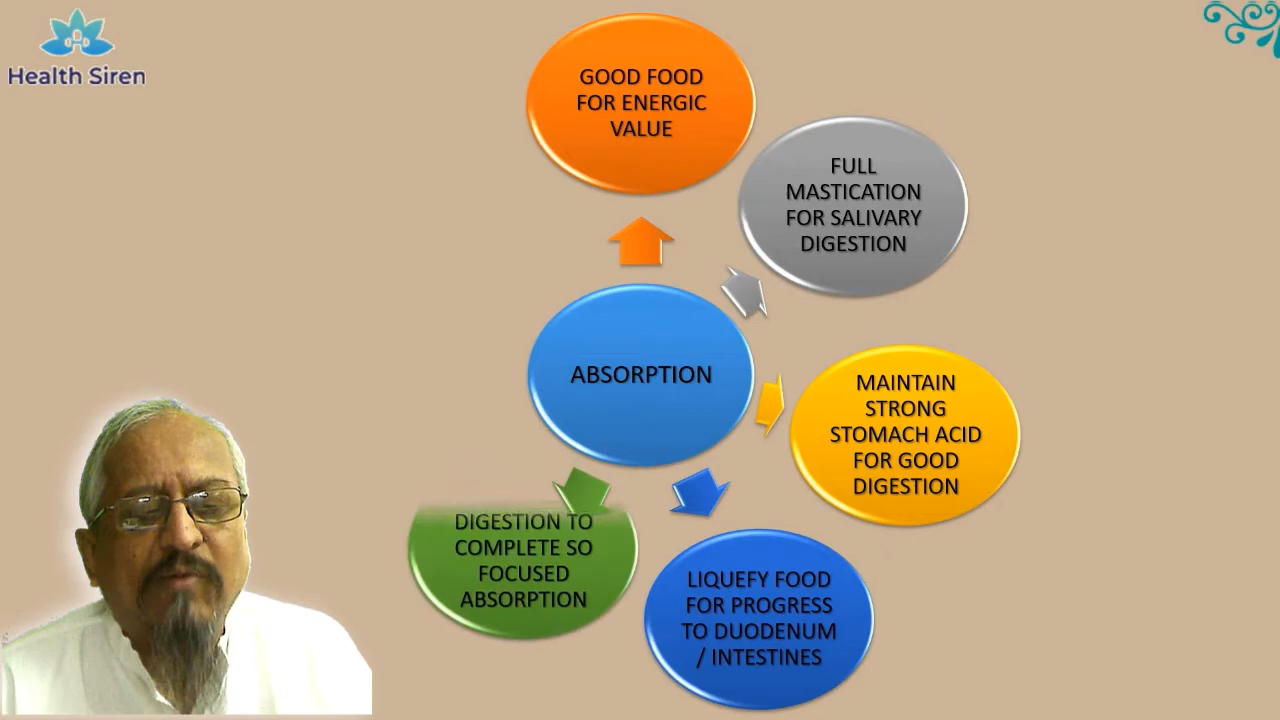 Health Siren
GOOD FOOD
FOR ENERGIC
VALUE
FULL
MASTICATION
FOR SALIVARY
DIGESTION
ABSORPTION
MAINTAIN
STRONG
STOMACH ACID
FOR GOOD
DIGESTION
LIQUEFY FOOD
FOR PROGRESS
TO DUODENUM
/ INTESTINES
DIGESTION TO
COMPLETE SO
FOCUSED
ABSORPTION